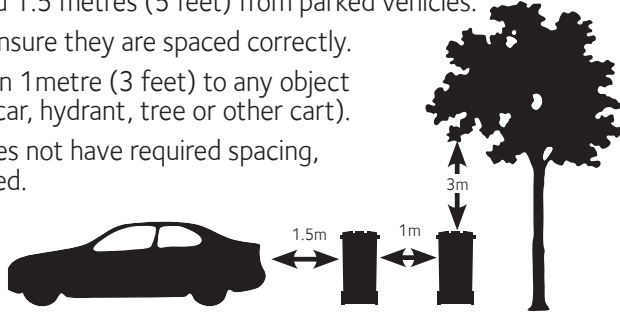 1.5 metres (5 feet) from parked vehicles.
nsure they are spaced correctly.
n 1metre (3 feet) to any object
car, hydrant, tree or other cart).
es not have required spacing,
ed.
3m
1.5m
1m